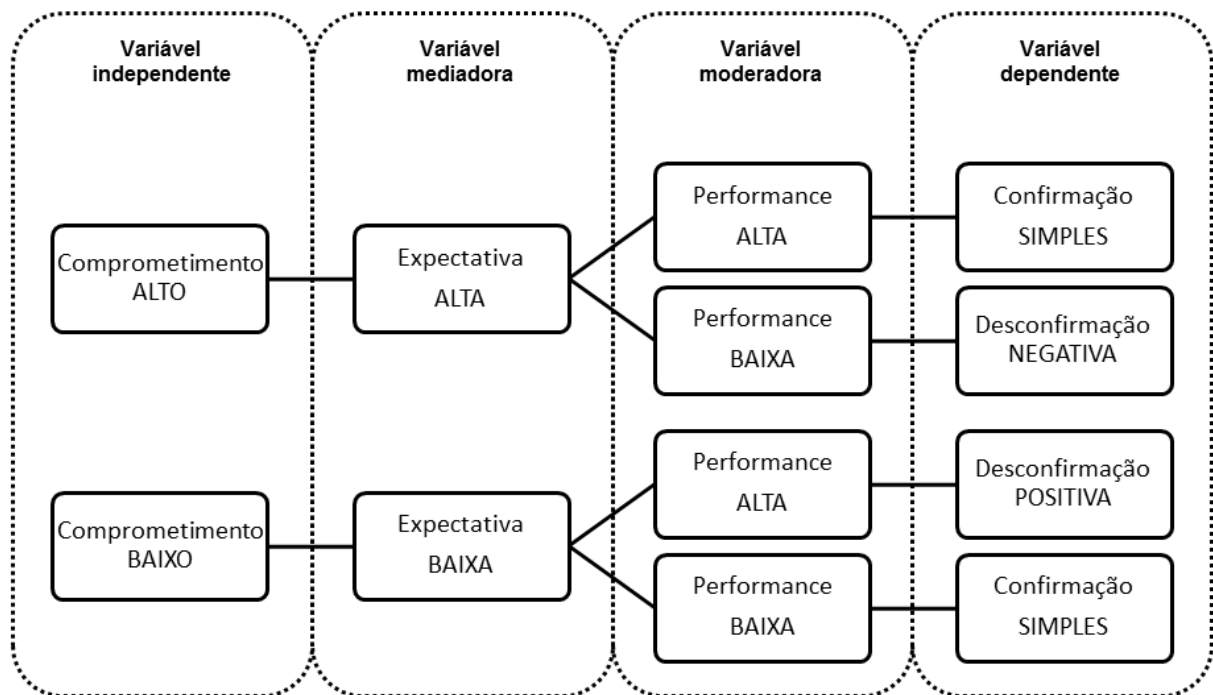 Variável
independente
Variável
mediadora
Variável
moderadora
Variável
dependente
Comprometimento
ALTO
Expectativa
ALTA
Performance
ALTA
Confirmação
SIMPLES
Performance
BAIXA
Desconfirmação
NEGATIVA
Comprometimento
BAIXO
Expectativa
BAIXA
Performance
ALTA
Desconfirmação
POSITIVA
Performance
BAIXA
Confirmação
SIMPLES